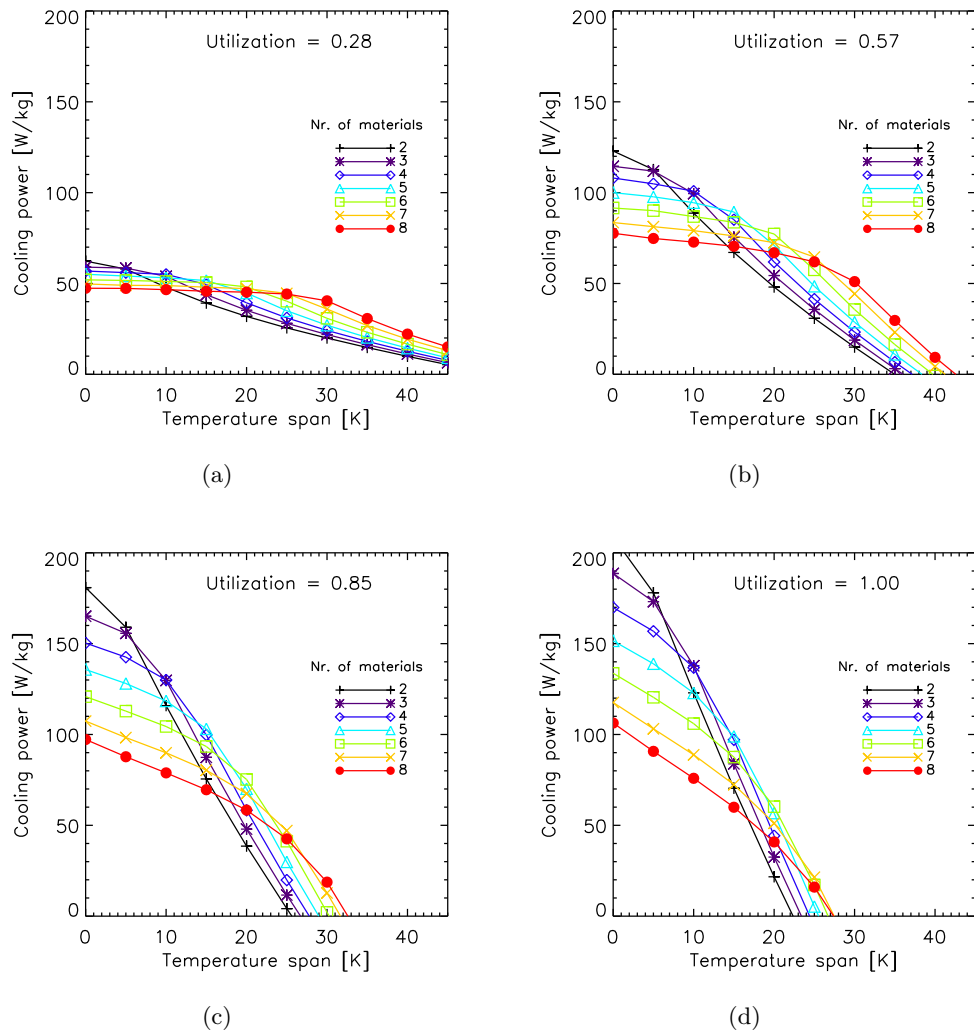 Utilization = 0.28
Cooling power [W/kg]
200
150
100
50
0
Nr. of materials
2
3
4
5
6
7
8
0 10 20 30 40
Temperature span [K]
(a)
Utilization = 0.57
Cooling power [W/kg]
200
150
100
50
0
Nr. of materials
2
3
4
5
6
7
8
0 10 20 30 40
Temperature span [K]
(b)
Utilization = 0.85
Cooling power [W/kg]
200
150
100
50
0
Nr. of materials
2
3
4
5
6
7
8
0 10 20 30 40
Temperature span [K]
(c)
Utilization = 1.00
Cooling power [W/kg]
200
150
100
50
0
Nr. of materials
2
3
4
5
6
7
8
0 10 20 30 40
Temperature span [K]
(d)